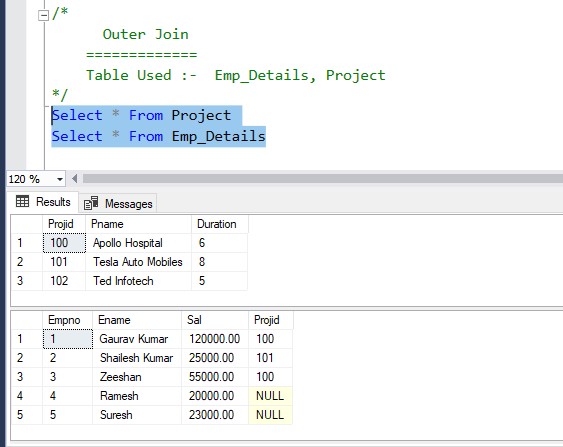 /*
Outer Join
=============
Table Used :-  Emp_Details, Project
*/
Select * From Project
Select * From Emp_Details
120 %
Results Messages
Projid Pname Duration
1 100 Apollo Hospital 6
2 101 Tesla Auto Mobiles 8
3 102 Ted Infotech 5
Empno Ename Sal Projid
1 1 Gaurav Kumar 120000.00 100
2 2 Shailesh Kumar 25000.00 101
3 3 Zeeshan 55000.00 100
4 4 Ramesh 20000.00 NULL
5 5 Suresh 23000.00 NULL